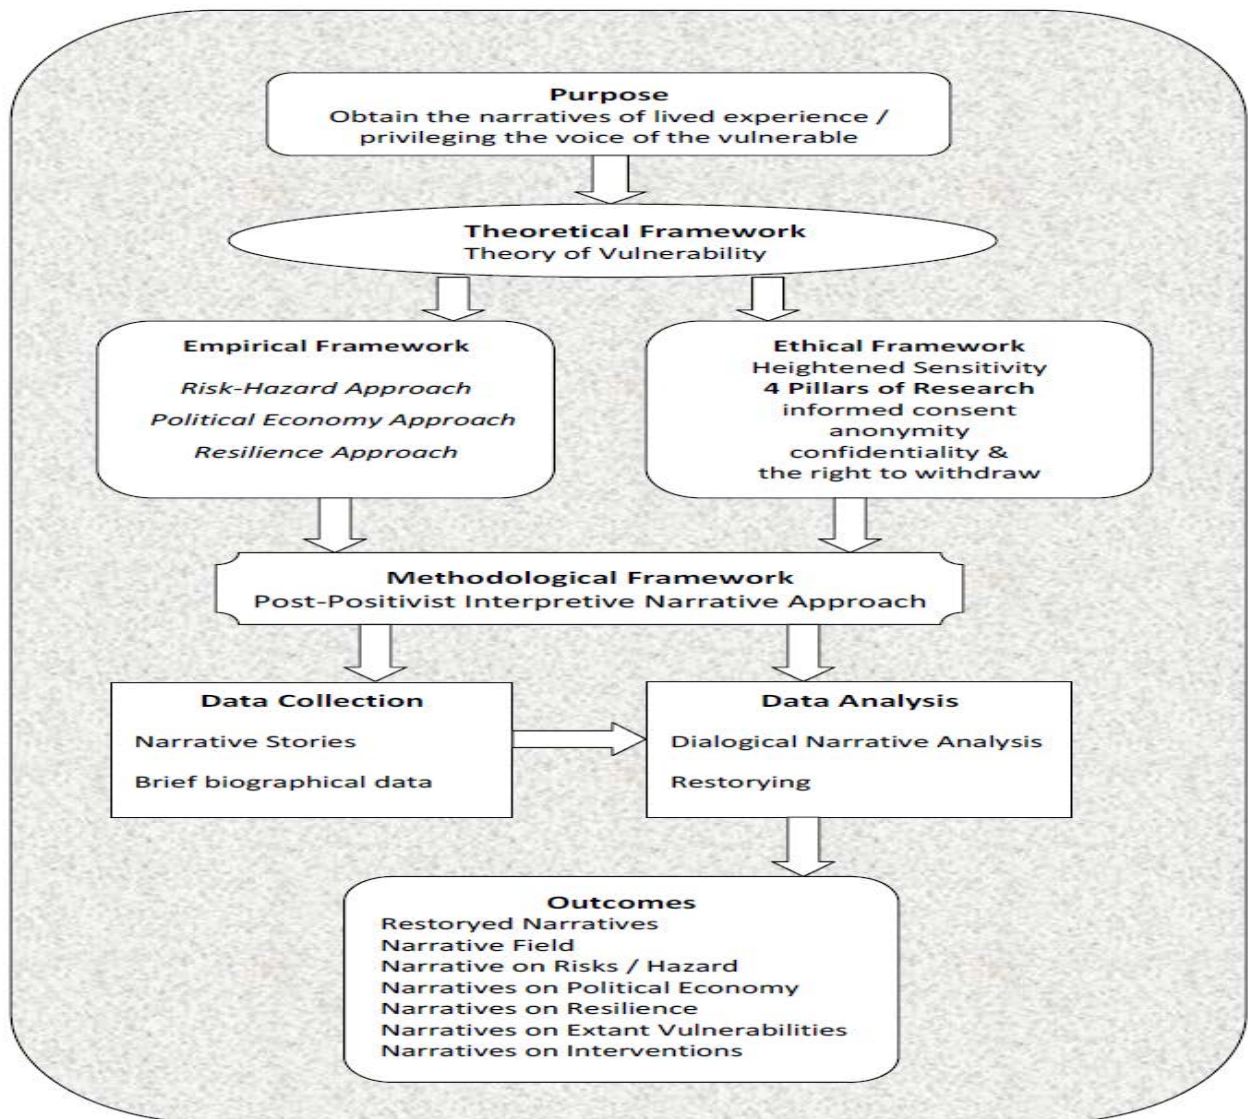 Purpose
Obtain the narratives of lived experience /
privileging the voice of the vulnerable
Theoretical Framework
Theory of Vulnerability
Empirical Framework
Risk-Hazard Approach
Political Economy Approach
Resilience Approach
Ethical Framework
Heightened Sensitivity
4 Pillars of Research
informed consent
anonymity
confidentiality &
the right to withdraw
Methodological Framework
Post-Positivist Interpretive Narrative Approach
Data Collection
Narrative Stories
Brief biographical data
Data Analysis
Dialogical Narrative Analysis
Restorying
Outcomes
Restoryed Narratives
Narrative Field
Narrative on Risks / Hazard
Narratives on Political Economy
Narratives on Resilience
Narratives on Extant Vulnerabilities
Narratives on Interventions